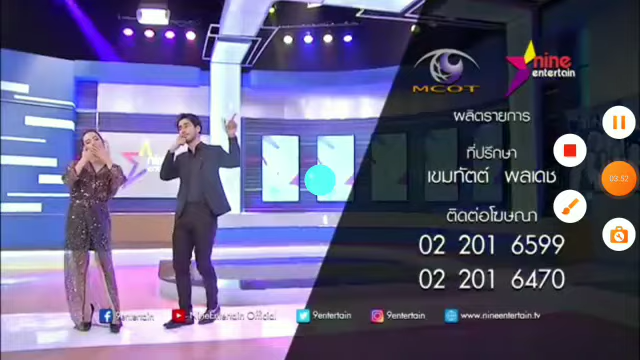 nine
entertain
MCOT
ผลิตรายการ
ที่ปรึกษา
เขมทัตต์ พลเดช
ติดต่อโฆษณา
02 201 6599
02 201 6470
00:52
nine
9entertain
NineEntertain Official
9entertain
9entertain
www.nineentertain.tv